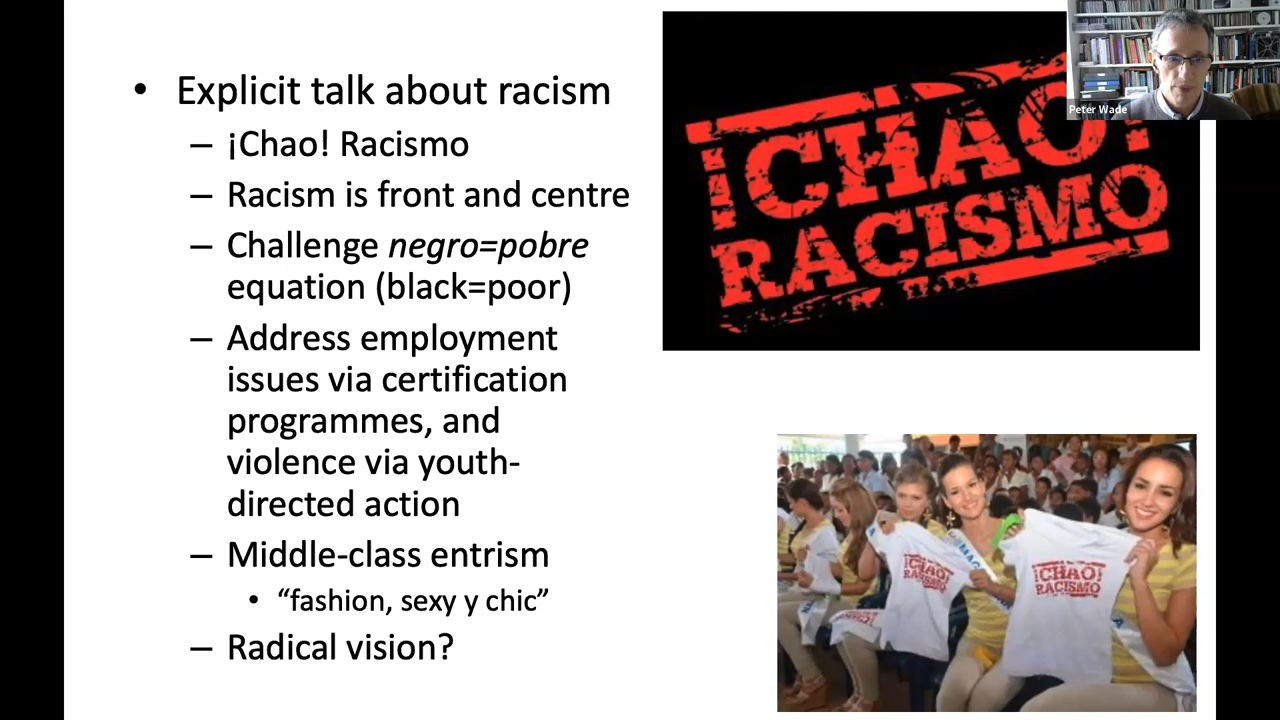 • Explicit talk about racism
– ¡Chao! Racismo
– Racism is front and centre
– Challenge negro=pobre
equation (black=poor)
– Address employment
issues via certification
programmes, and
violence via youth-
directed action
– Middle-class entrism
• “fashion, sexy y chic”
– Radical vision?
¡CHAO!
RACISMO
Peter Wade
¡CHAO!
RACISMO
¡CHAO!
RACISMO